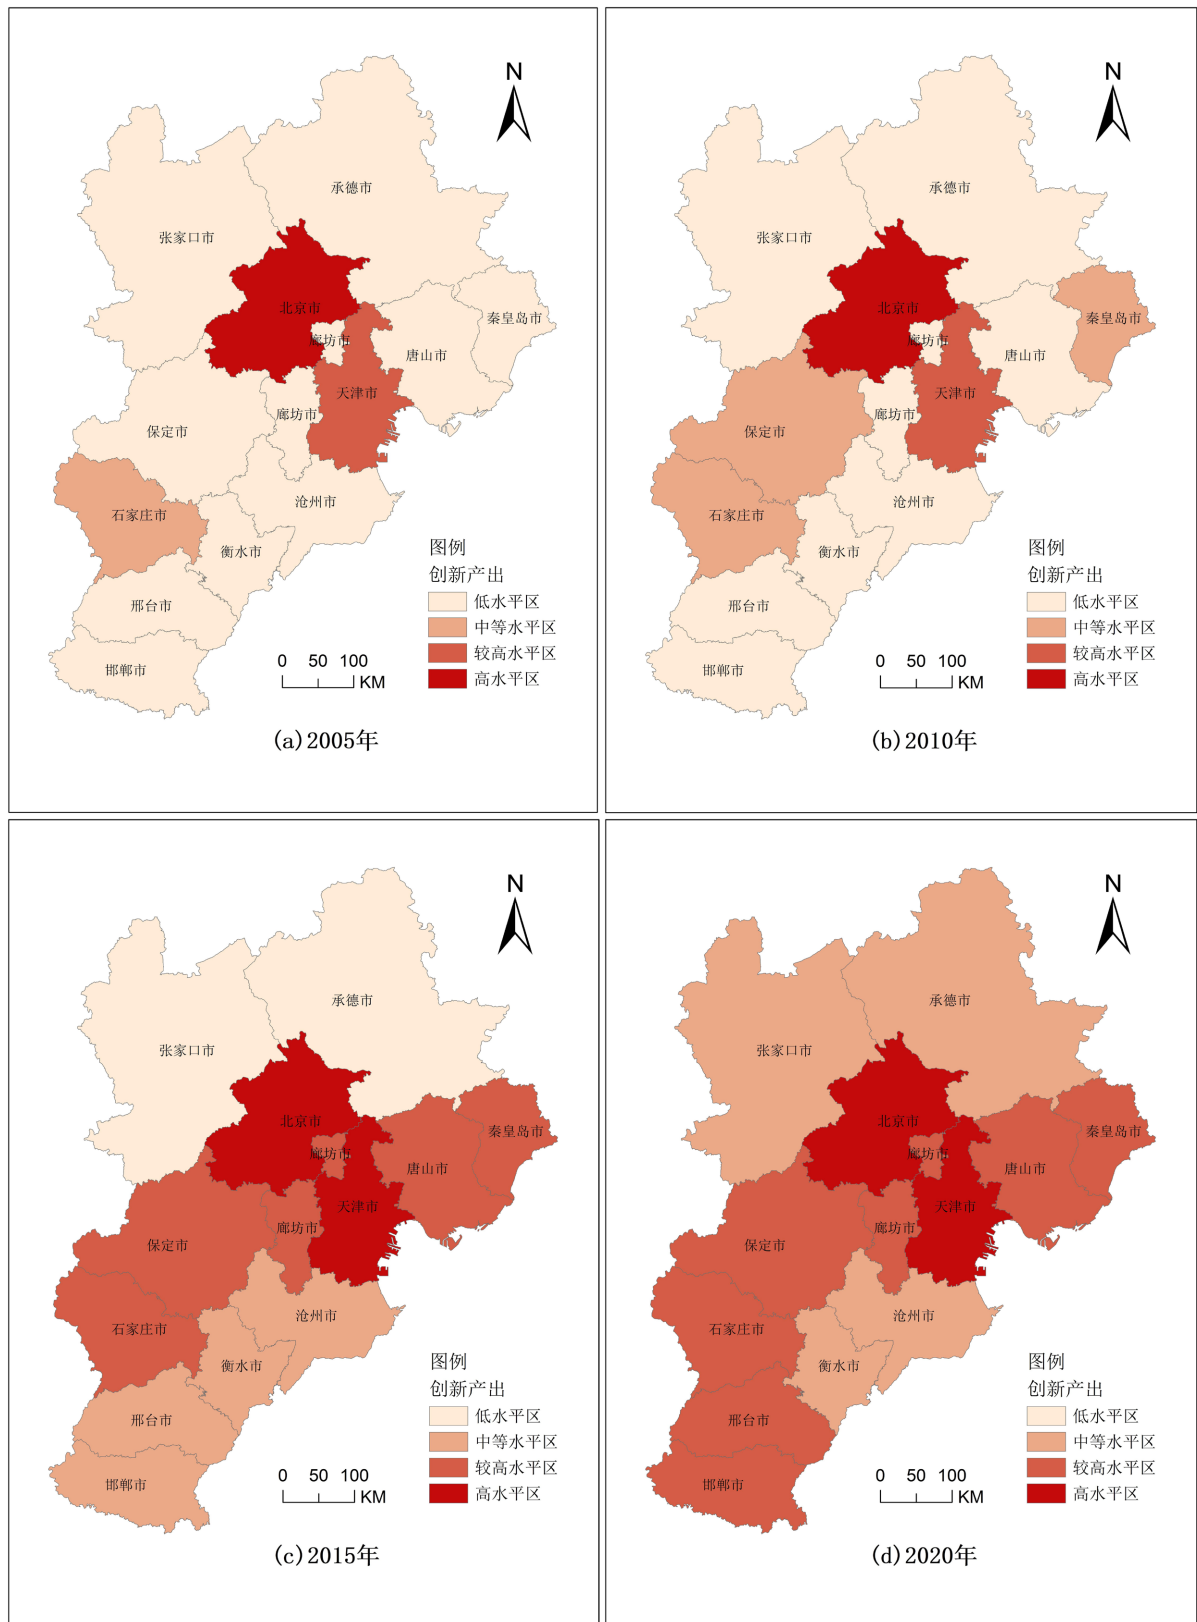 N
承德市
张家口市
北京市
秦皇岛市
廊坊市
唐山市
天津市
廊坊市
保定市
沧州市
石家庄市
衡水市
邢台市
邯郸市
图例
创新产出
低水平区
中等水平区
较高水平区
高水平区
0 50 100
KM
(a)2005年
N
承德市
张家口市
北京市
秦皇岛市
廊坊市
唐山市
天津市
廊坊市
保定市
沧州市
石家庄市
衡水市
邢台市
邯郸市
图例
创新产出
低水平区
中等水平区
较高水平区
高水平区
0 50 100
KM
(b)2010年
N
承德市
张家口市
北京市
秦皇岛市
廊坊市
唐山市
天津市
廊坊市
保定市
沧州市
石家庄市
衡水市
邢台市
邯郸市
图例
创新产出
低水平区
中等水平区
较高水平区
高水平区
0 50 100
KM
(c)2015年
N
承德市
张家口市
北京市
秦皇岛市
廊坊市
唐山市
天津市
廊坊市
保定市
沧州市
石家庄市
衡水市
邢台市
邯郸市
图例
创新产出
低水平区
中等水平区
较高水平区
高水平区
0 50 100
KM
(d)2020年